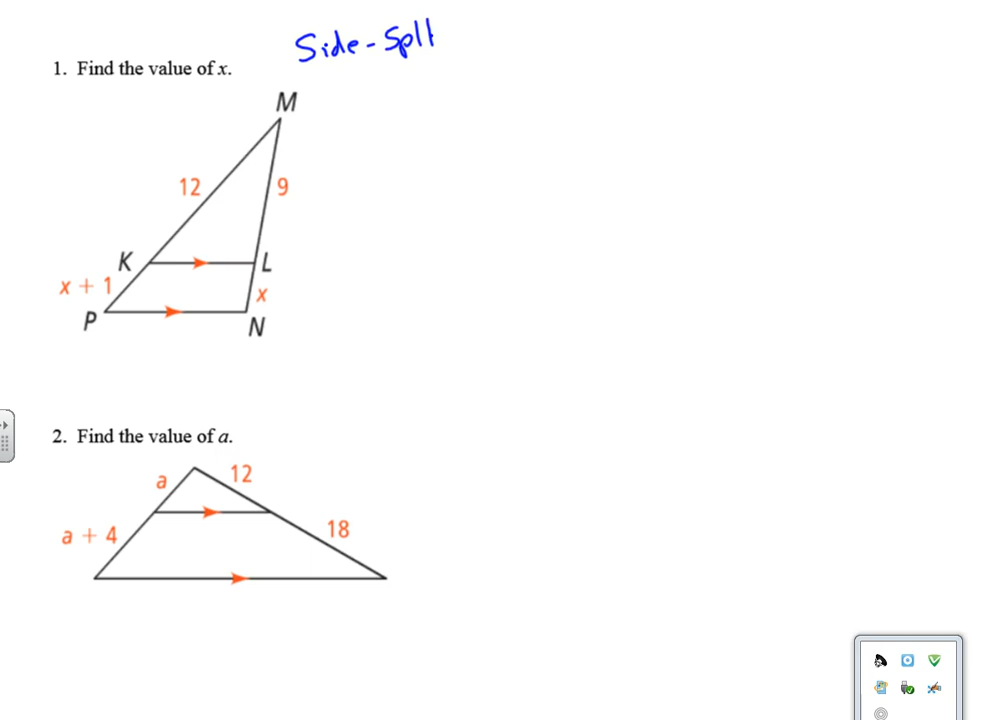 Side-Splt
1. Find the value of x.
M
12
9
K
L
x + 1
x
P
N
2. Find the value of a.
a
12
a + 4
18